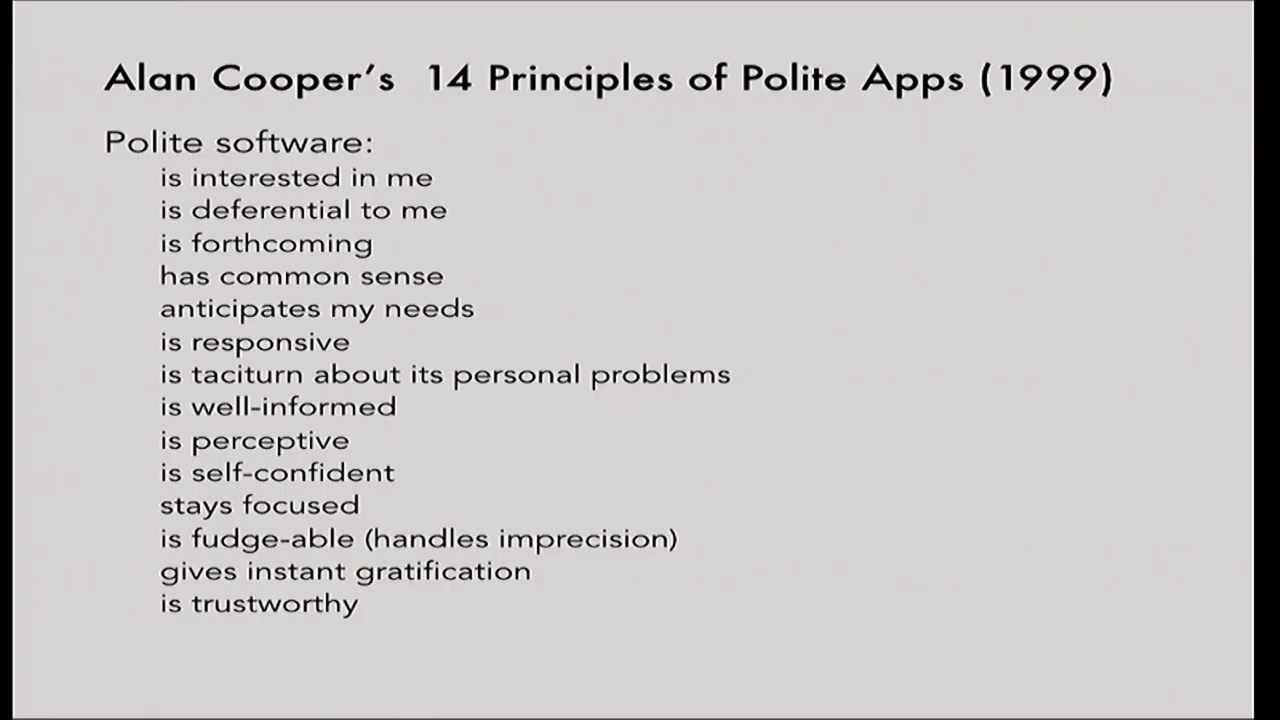 Alan Cooper's 14 Principles of Polite Apps (1999)
Polite software:
is interested in me
is deferential to me
is forthcoming
has common sense
anticipates my needs
is responsive
is taciturn about its personal problems
is well-informed
is perceptive
is self-confident
stays focused
is fudge-able (handles imprecision)
gives instant gratification
is trustworthy